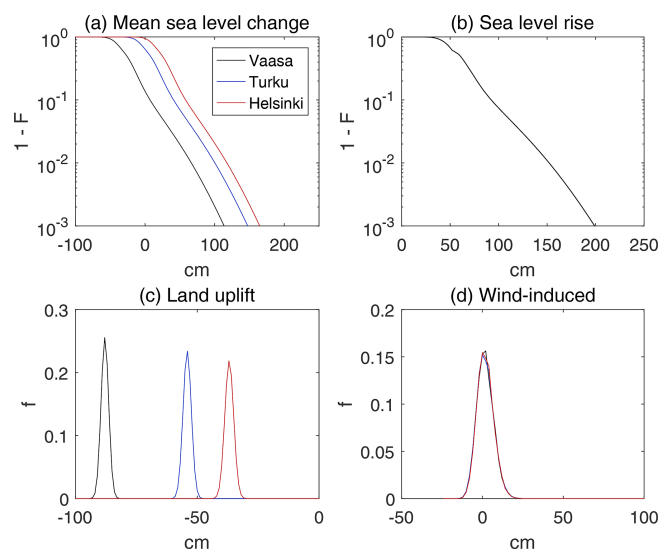 (a) Mean sea level change
10^0
10^-1
10^-2
10^-3
1 - F
-100 0 100 200
cm
Vaasa
Turku
Helsinki
(b) Sea level rise
10^0
10^-1
10^-2
10^-3
1 - F
0 50 100 150 200 250
cm
(c) Land uplift
0.3
0.2
0.1
0
f
-100 -50 0
cm
(d) Wind-induced
0.2
0.15
0.1
0.05
0
f
-50 0 50 100
cm